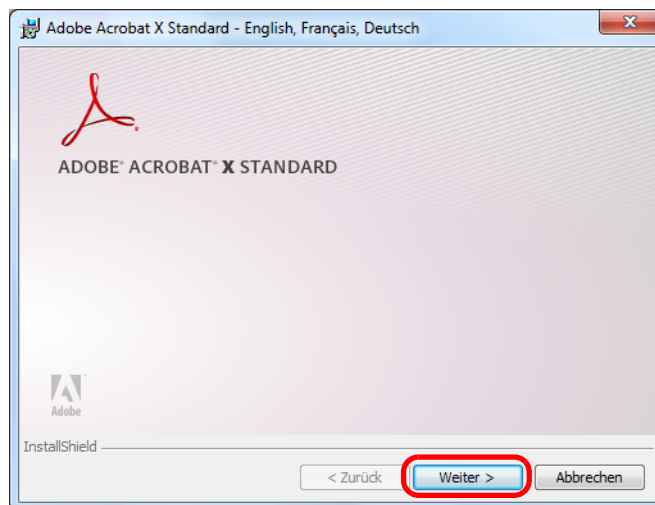 Adobe Acrobat X Standard - English, Français, Deutsch
ADOBE® ACROBAT® X STANDARD
Adobe
InstallShield
< Zurück Weiter > Abbrechen